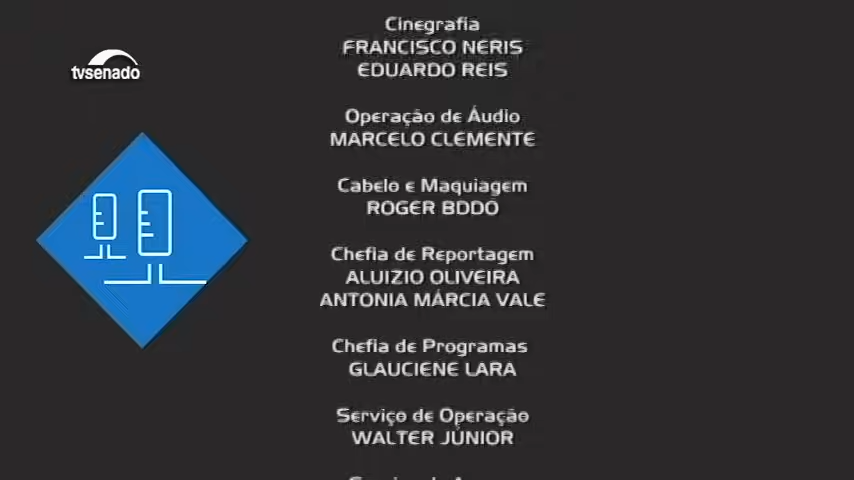 tvsenado
Cinegrafia
FRANCISCO NERIS
EDUARDO REIS
Operação de Áudio
MARCELO CLEMENTE
Cabelo e Maquiagem
ROGER BODÓ
Chefia de Reportagem
ALUIZIO OLIVEIRA
ANTONIA MÁRCIA VALE
Chefia de Programas
GLAUCIENE LARA
Serviço de Operação
WALTER JÚNIOR